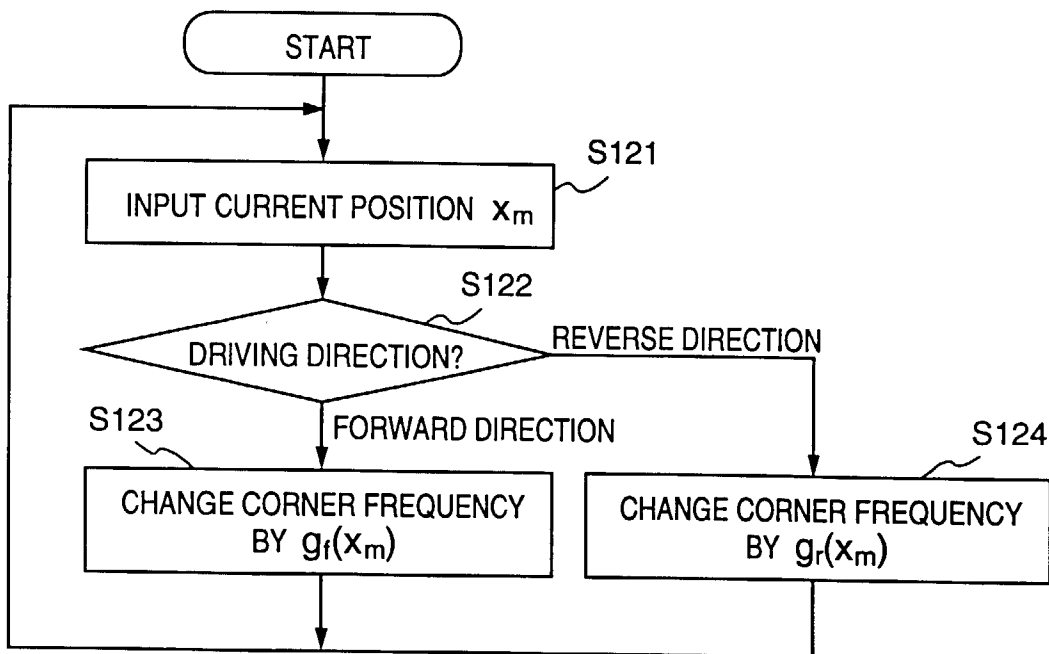 START
S121
INPUT CURRENT POSITION xm
S122
DRIVING DIRECTION?
REVERSE DIRECTION
S123
FORWARD DIRECTION
S124
CHANGE CORNER FREQUENCY
BY gf(xm)
CHANGE CORNER FREQUENCY
BY gr(xm)